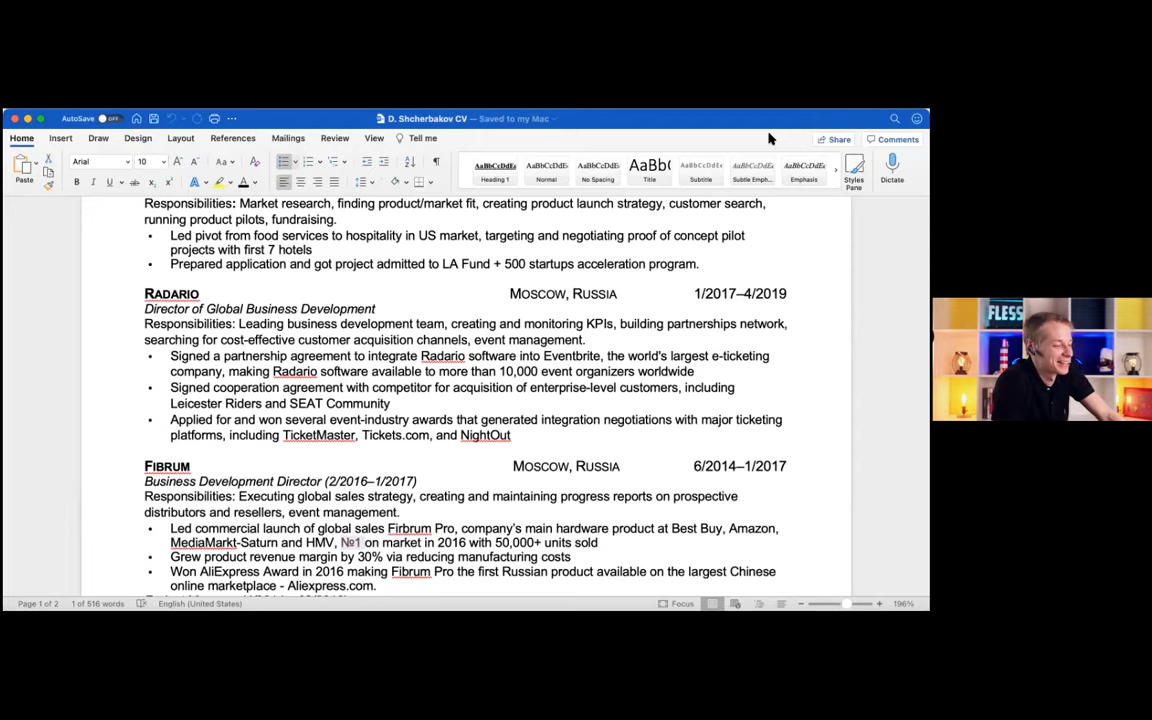 AutoSave OFF D. Shcherbakov CV — Saved to my Mac
Home Insert Draw Design Layout References Mailings Review View Tell me Share Comments
Paste Arial 10 Aa AaBbCcDdEe Heading 1 AaBbCcDdEe Normal AaBbCcDdEe No Spacing AaBb( Title AaBbCcDdEe Subtitle AaBbCcDdEe Subtle Emph... AaBbCcDdEe Emphasis Styles Pane Dictate
Responsibilities: Market research, finding product/market fit, creating product launch strategy, customer search,
running product pilots, fundraising.
• Led pivot from food services to hospitality in US market, targeting and negotiating proof of concept pilot
projects with first 7 hotels
• Prepared application and got project admitted to LA Fund + 500 startups acceleration program.
RADARIO MOSCOW, RUSSIA 1/2017–4/2019
Director of Global Business Development
Responsibilities: Leading business development team, creating and monitoring KPIs, building partnerships network,
searching for cost-effective customer acquisition channels, event management.
• Signed a partnership agreement to integrate Radario software into Eventbrite, the world's largest e-ticketing
company, making Radario software available to more than 10,000 event organizers worldwide
• Signed cooperation agreement with competitor for acquisition of enterprise-level customers, including
Leicester Riders and SEAT Community
• Applied for and won several event-industry awards that generated integration negotiations with major ticketing
platforms, including TicketMaster, Tickets.com, and NightOut
FIBRUM MOSCOW, RUSSIA 6/2014–1/2017
Business Development Director (2/2016–1/2017)
Responsibilities: Executing global sales strategy, creating and maintaining progress reports on prospective
distributors and resellers, event management.
• Led commercial launch of global sales Firbrum Pro, company's main hardware product at Best Buy, Amazon,
MediaMarkt-Saturn and HMV, №1 on market in 2016 with 50,000+ units sold
• Grew product revenue margin by 30% via reducing manufacturing costs
• Won AliExpress Award in 2016 making Fibrum Pro the first Russian product available on the largest Chinese
online marketplace - Aliexpress.com.
Page 1 of 2 1 of 516 words English (United States) Focus 196%
FLESS